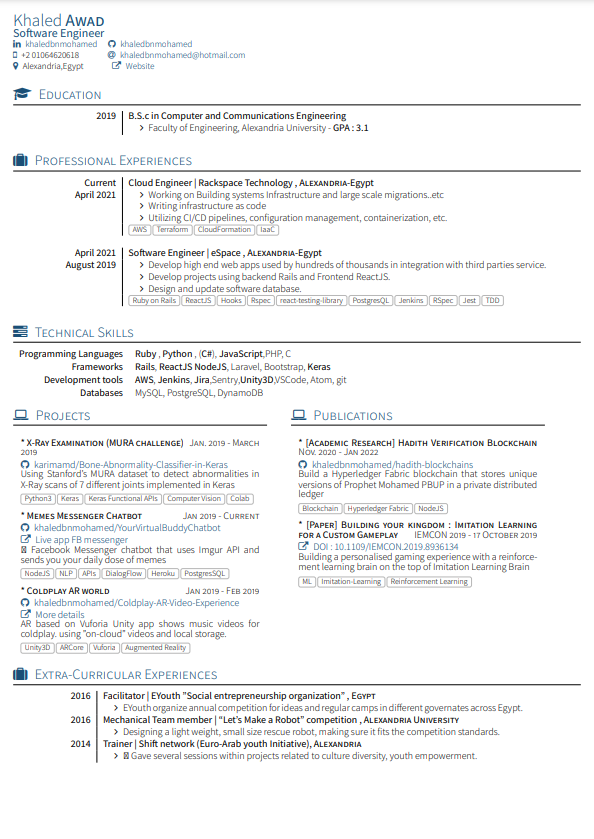 Khaled AWAD
Software Engineer
khaledbnmohamed khaledbnmohamed
+2 01064620618 khaledbnmohamed@hotmail.com
Alexandria,Egypt Website
EDUCATION
2019 B.S.c in Computer and Communications Engineering
Faculty of Engineering, Alexandria University - GPA : 3.1
PROFESSIONAL EXPERIENCES
Current Cloud Engineer | Rackspace Technology , ALEXANDRIA-Egypt
April 2021 Working on Building systems Infrastructure and large scale migrations..etc
Writing infrastructure as code
Utilizing CI/CD pipelines, configuration management, containerization, etc.
AWS Terraform CloudFormation IaaC
April 2021 Software Engineer | eSpace , ALEXANDRIA-Egypt
August 2019 Develop high end web apps used by hundreds of thousands in integration with third parties service.
Develop projects using backend Rails and Frontend ReactJS.
Design and update software database.
Ruby on Rails ReactJS Hooks Rspec react-testing-library PostgresQL Jenkins RSpec Jest TDD
TECHNICAL SKILLS
Programming Languages Ruby , Python , (C#), JavaScript,PHP, C
Frameworks Rails, ReactJS NodeJS, Laravel, Bootstrap, Keras
Development tools AWS, Jenkins, Jira,Sentry,Unity3D,VSCode, Atom, git
Databases MySQL, PostgreSQL, DynamoDB
PROJECTS
* X-RAY EXAMINATION (MURA CHALLENGE) JAN. 2019 - MARCH
2019
karimamd/Bone-Abnormality-Classifier-in-Keras
Using Stanford's MURA dataset to detect abnormalities in
X-Ray scans of 7 different joints implemented in Keras
Python3 Keras Keras Functional APIs Computer Vision Colab
* MEMES MESSENGER CHATBOT JAN 2019 - CURRENT
khaledbnmohamed/YourVirtualBuddyChatbot
Live app FB messenger
Facebook Messenger chatbot that uses Imgur API and
sends you your daily dose of memes
NodeJS NLP APIs DialogFlow Heroku PostgresSQL
* COLDPLAY AR WORLD JAN 2019 - FEB 2019
khaledbnmohamed/Coldplay-AR-Video-Experience
More details
AR based on Vuforia Unity app shows music videos for
coldplay. using "on-cloud" videos and local storage.
Unity3D ARCore Vuforia Augmented Reality
PUBLICATIONS
* [ACADEMIC RESEARCH] HADITH VERIFICATION BLOCKCHAIN
NOV. 2020 - JAN 2022
khaledbnmohamed/hadith-blockchains
Build a Hyperledger Fabric blockchain that stores unique
versions of Prophet Mohamed PBUP in a private distributed
ledger
Blockchain Hyperledger Fabric NodeJS
* [PAPER] BUILDING YOUR KINGDOM : IMITATION LEARNING
FOR A CUSTOM GAMEPLAY IEMCON 2019 - 17 OCTOBER 2019
DOI : 10.1109/IEMCON.2019.8936134
Building a personalised gaming experience with a reinforce-
ment learning brain on the top of Imitation Learning Brain
ML Imitation-Learning Reinforcement Learning
EXTRA-CURRICULAR EXPERIENCES
2016 Facilitator | EYouth "Social entrepreneurship organization" , EGYPT
EYouth organize annual competition for ideas and regular camps in different governates across Egypt.
2016 Mechanical Team member | "Let's Make a Robot" competition , ALEXANDRIA UNIVERSITY
Designing a light weight, small size rescue robot, making sure it fits the competition standards.
2014 Trainer | Shift network (Euro-Arab youth Initiative), ALEXANDRIA
Gave several sessions within projects related to culture diversity, youth empowerment.